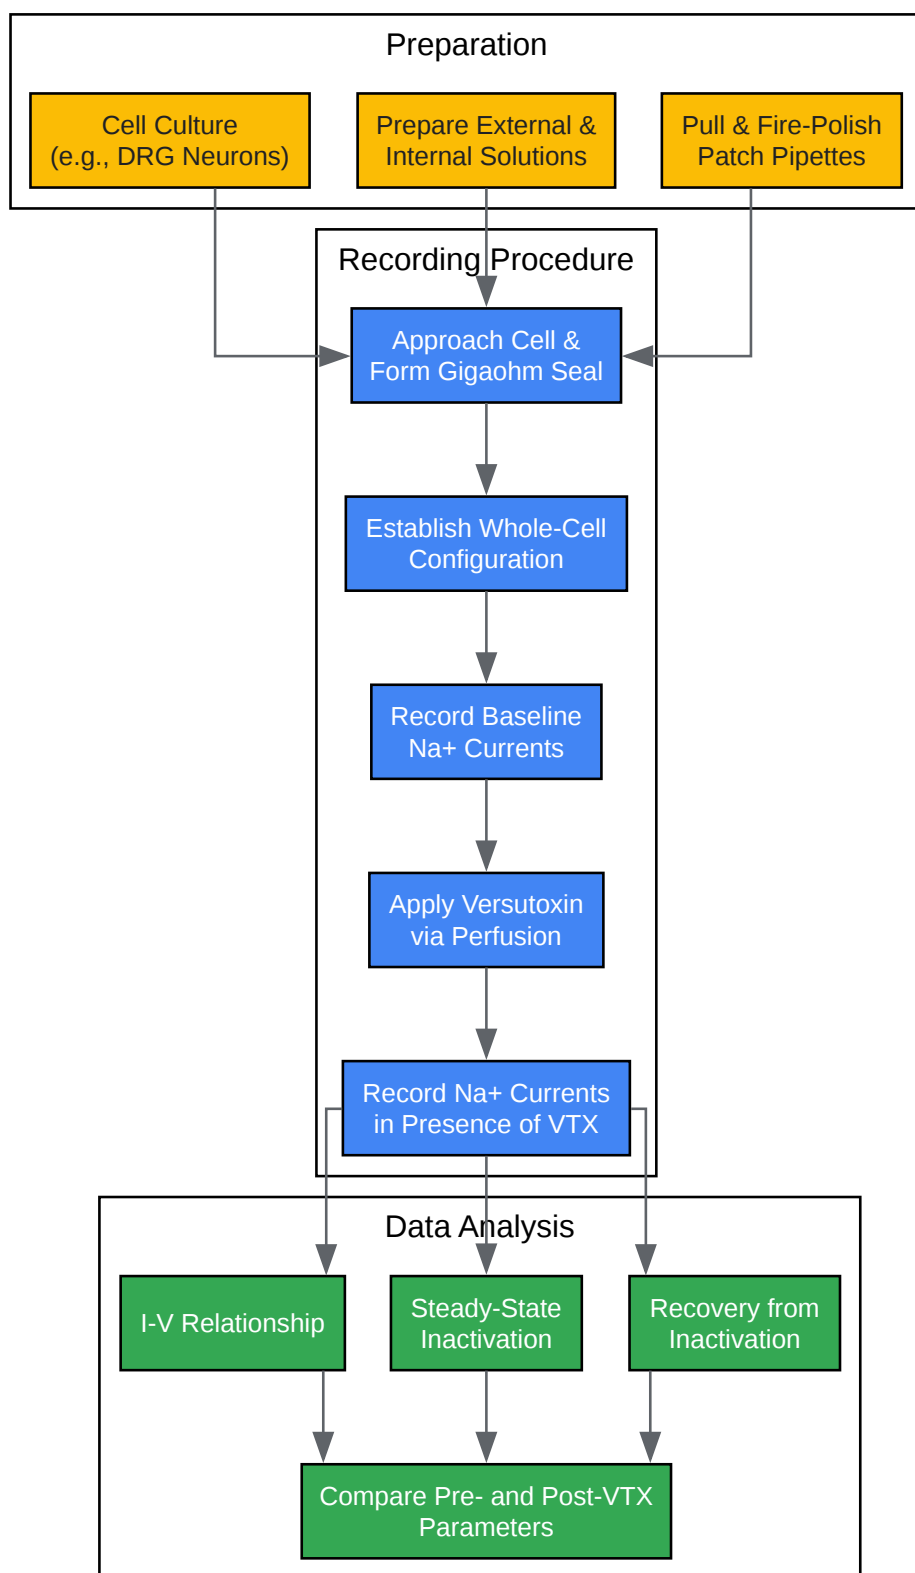 Preparation
Cell Culture
(e.g., DRG Neurons)
Prepare External &
Internal Solutions
Pull & Fire-Polish
Patch Pipettes
Recording Procedure
Approach Cell &
Form Gigaohm Seal
Establish Whole-Cell
Configuration
Record Baseline
Na+ Currents
Apply Versutoxin
via Perfusion
Record Na+ Currents
in Presence of VTX
Data Analysis
I-V Relationship
Steady-State
Inactivation
Recovery from
Inactivation
Compare Pre- and Post-VTX
Parameters